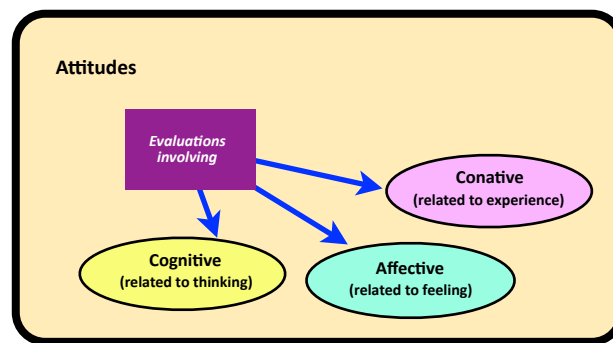 Attitudes
Evaluations
involving
Conative
(related to experience)
Cognitive
(related to thinking)
Affective
(related to feeling)